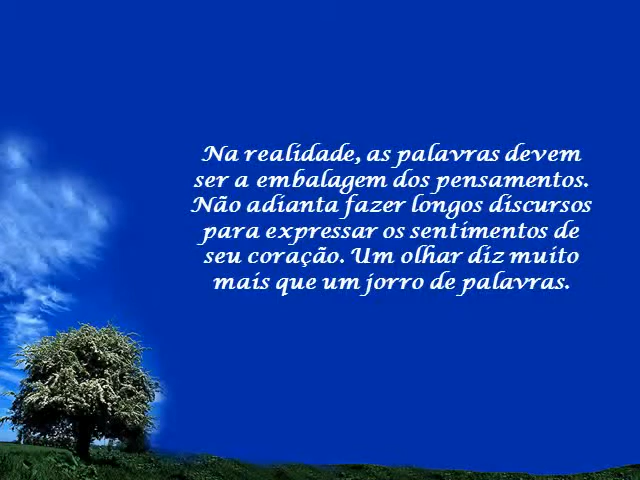 Na realidade, as palavras devem
ser a embalagem dos pensamentos.
Não adianta fazer longos discursos
para expressar os sentimentos de
seu coração. Um olhar diz muito
mais que um jorro de palavras.